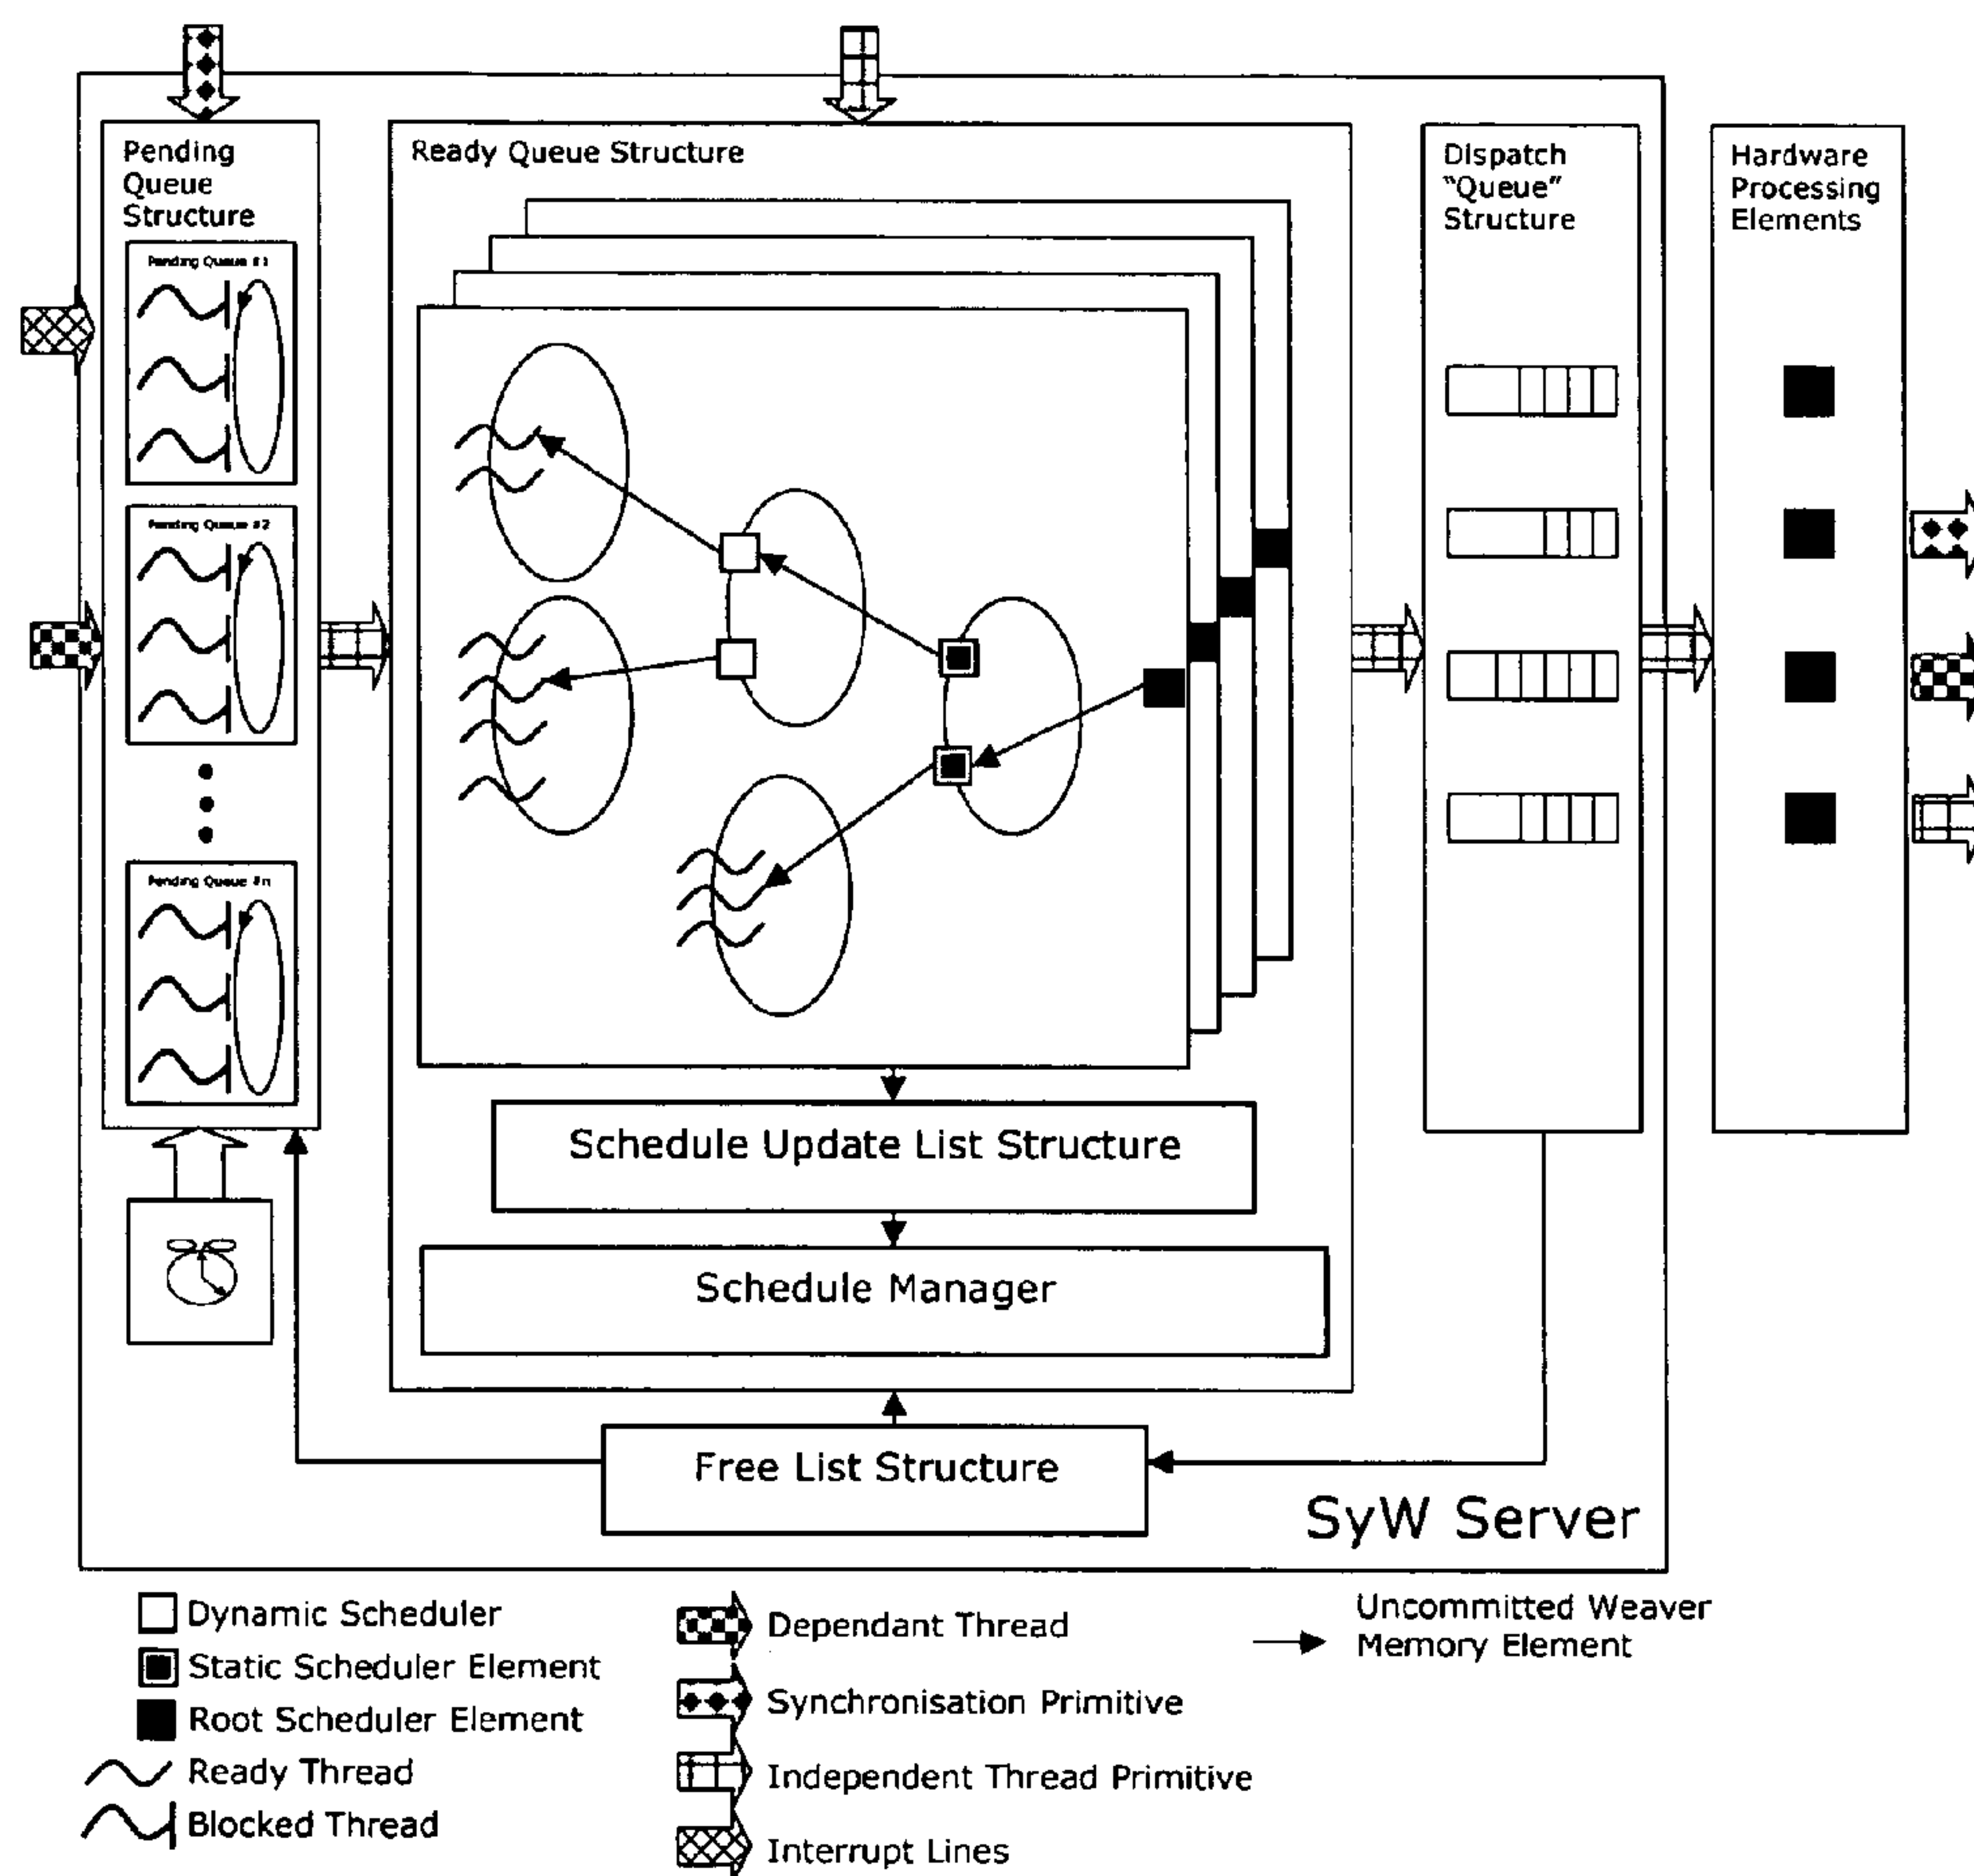 Pending
Queue
Structure
Pending Queue #1
Pending Queue #2
Pending Queue #n
Ready Queue Structure
Schedule Update List Structure
Schedule Manager
Free List Structure
Dispatch
"Queue"
Structure
Hardware
Processing
Elements
SyW Server
Dynamic Scheduler
Static Scheduler Element
Root Scheduler Element
Ready Thread
Blocked Thread
Dependant Thread
Synchronisation Primitive
Independent Thread Primitive
Interrupt Lines
Uncommitted Weaver
Memory Element